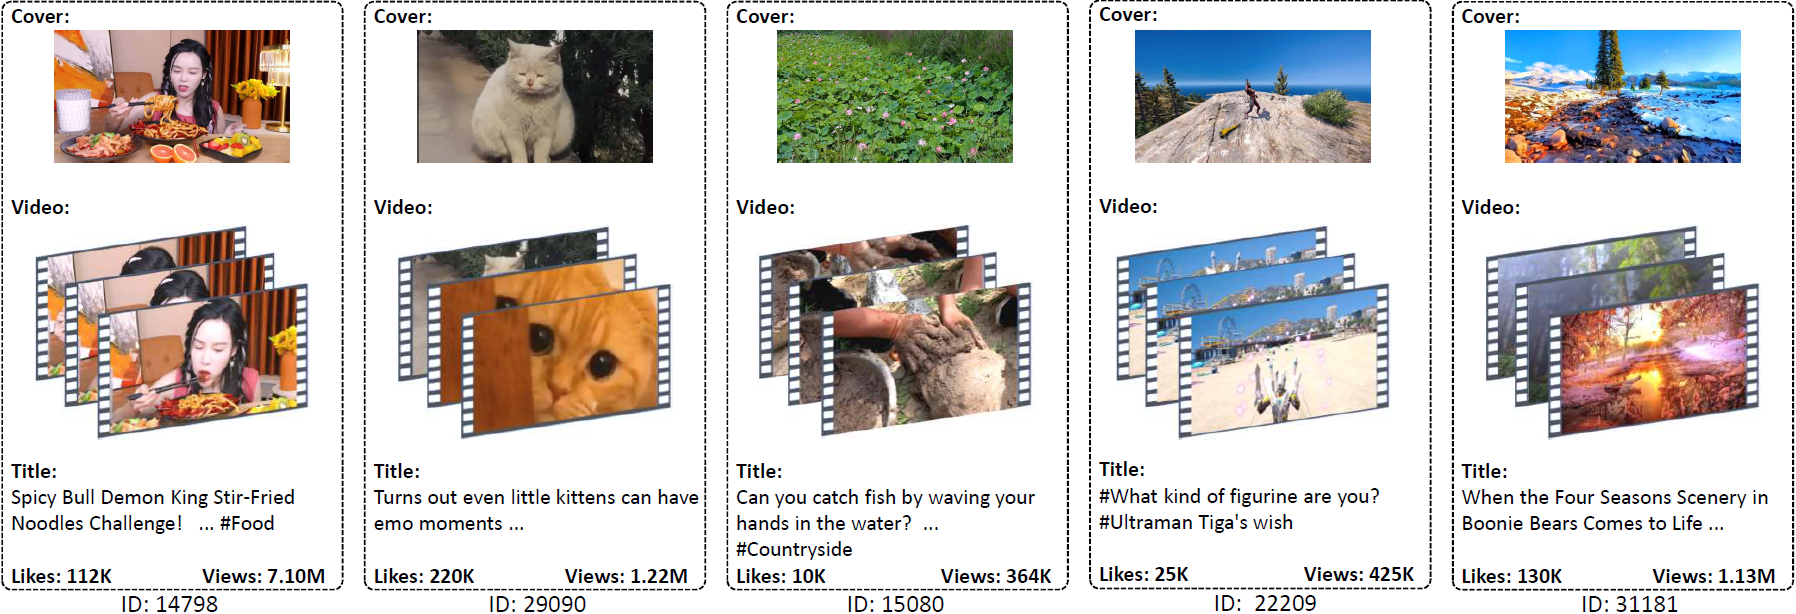 Cover:
Video:
Title:
Spicy Bull Demon King Stir-Fried
Noodles Challenge!   ... #Food
Likes: 112K Views: 7.10M
ID: 14798
Cover:
Video:
Title:
Turns out even little kittens can have
emo moments ...
Likes: 220K Views: 1.22M
ID: 29090
Cover:
Video:
Title:
Can you catch fish by waving your
hands in the water?  ...
#Countryside
Likes: 10K Views: 364K
ID: 15080
Cover:
Video:
Title:
#What kind of figurine are you?
#Ultraman Tiga's wish
Likes: 25K Views: 425K
ID:  22209
Cover:
Video:
Title:
When the Four Seasons Scenery in
Boonie Bears Comes to Life ...
Likes: 130K Views: 1.13M
ID: 31181